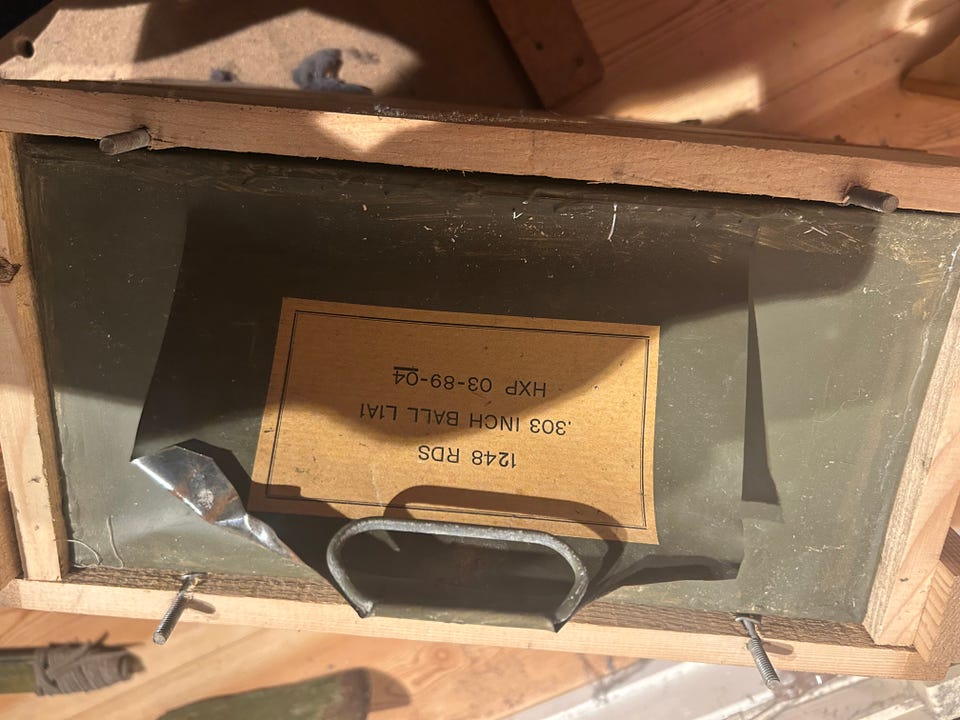 1248 RDS
.303 INCH BALL L1A1
HXP 03-89-04